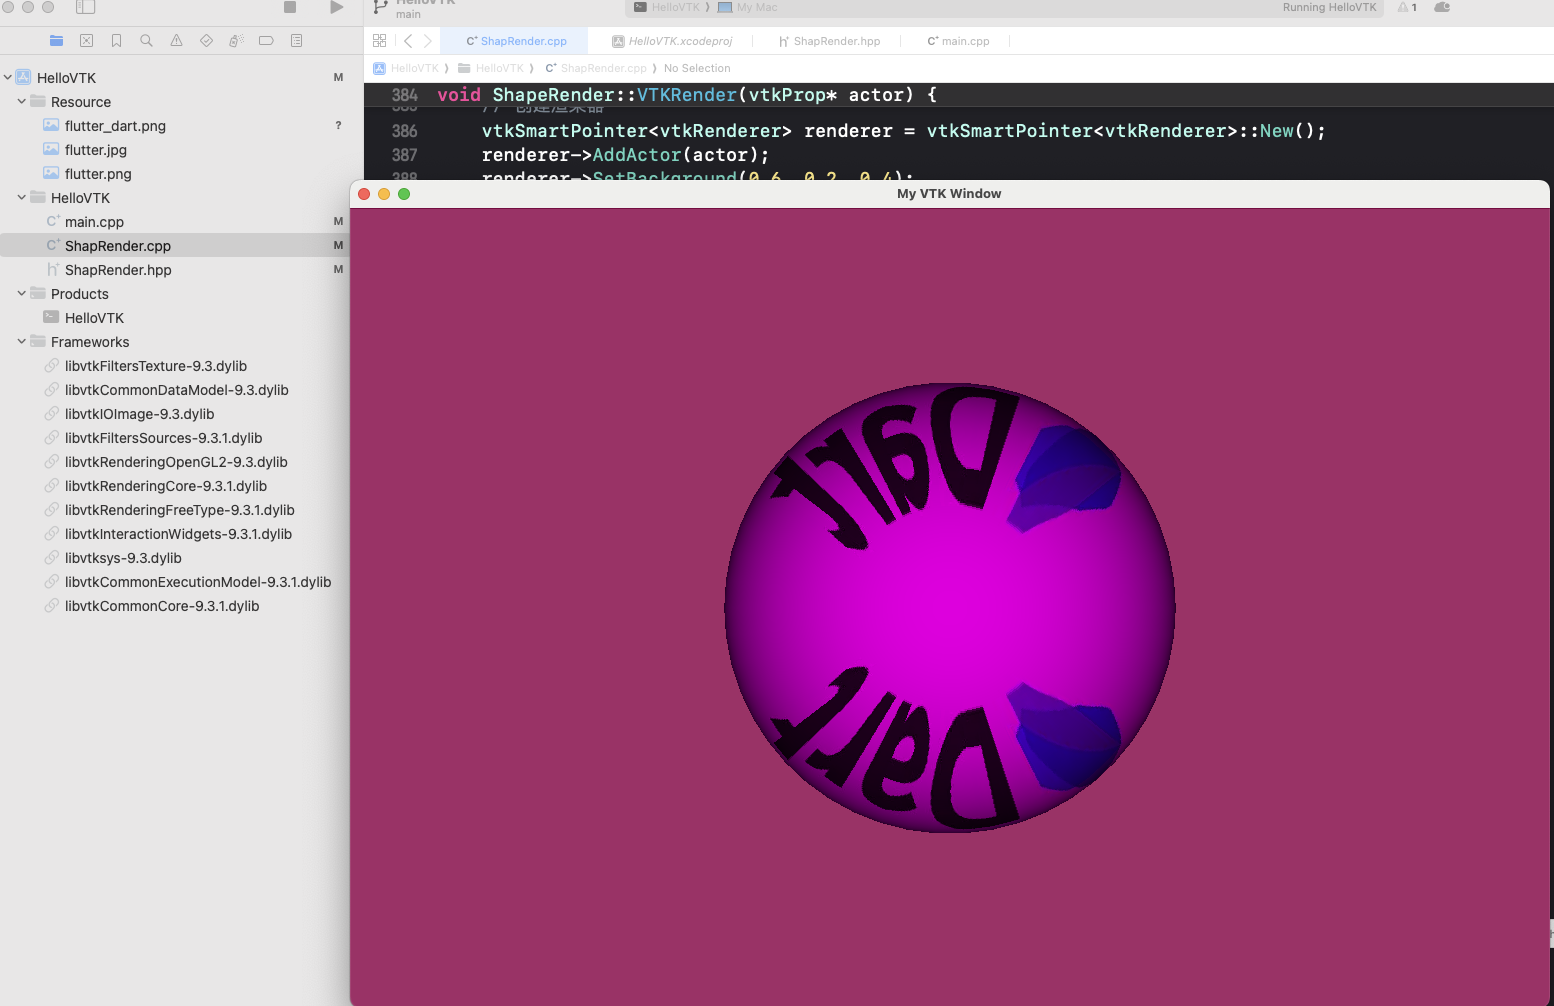 HelloVTK
main
HelloVTK
My Mac
Running HelloVTK
1
ShapRender.cpp
HelloVTK.xcodeproj
ShapRender.hpp
main.cpp
HelloVTK
HelloVTK
ShapRender.cpp
No Selection
HelloVTK M
Resource
flutter_dart.png ?
flutter.jpg
flutter.png
HelloVTK
main.cpp M
ShapRender.cpp M
ShapRender.hpp M
Products
HelloVTK
Frameworks
libvtkFiltersTexture-9.3.dylib
libvtkCommonDataModel-9.3.dylib
libvtkIOImage-9.3.dylib
libvtkFiltersSources-9.3.1.dylib
libvtkRenderingOpenGL2-9.3.dylib
libvtkRenderingCore-9.3.1.dylib
libvtkRenderingFreeType-9.3.1.dylib
libvtkInteractionWidgets-9.3.1.dylib
libvtksys-9.3.dylib
libvtkCommonExecutionModel-9.3.1.dylib
libvtkCommonCore-9.3.1.dylib
384 void ShapeRender::VTKRender(vtkProp* actor) {
// 创建渲染器
386 vtkSmartPointer<vtkRenderer> renderer = vtkSmartPointer<vtkRenderer>::New();
387 renderer->AddActor(actor);
388 renderer->SetBackground(0.6, 0.2, 0.4);
My VTK Window
Dart
Dart